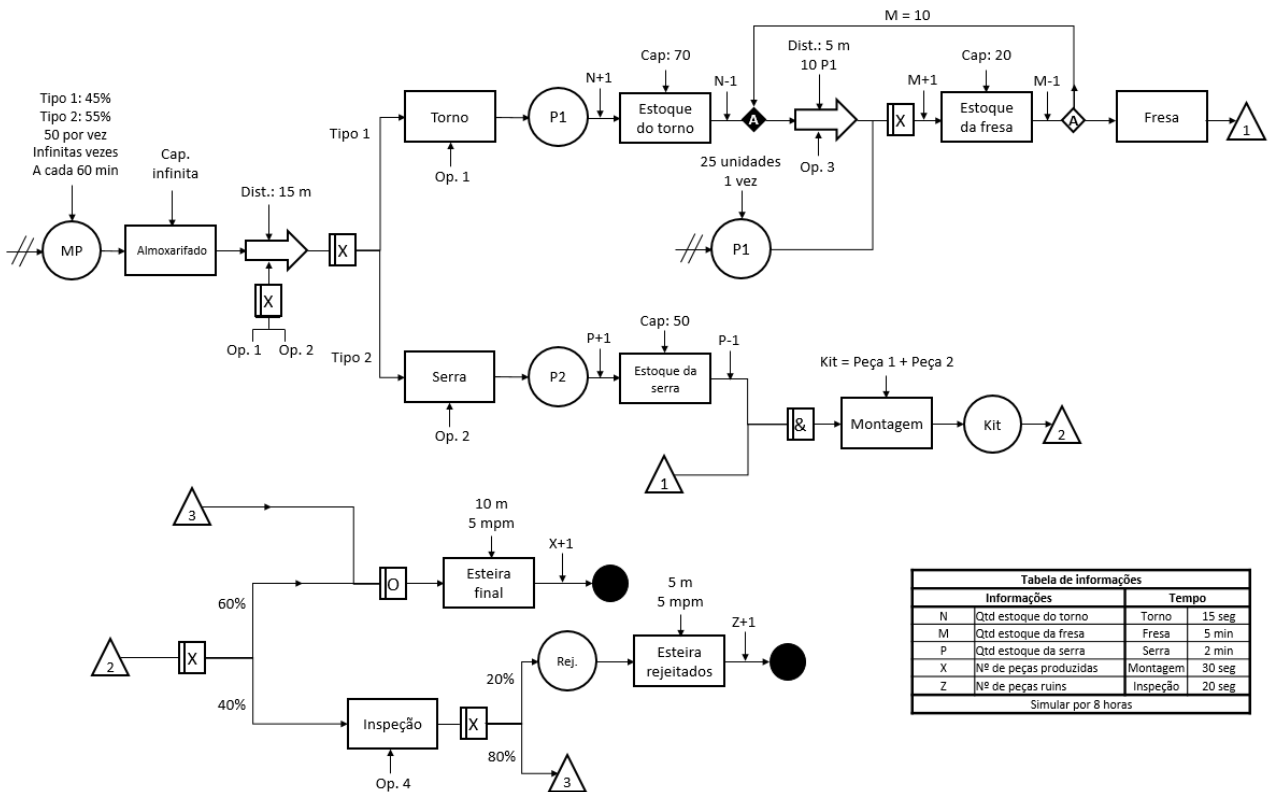 M = 10
Tipo 1: 45%
Tipo 2: 55%
50 por vez
Infinitas vezes
A cada 60 min
MP
Cap.
infinita
Almoxarifado
Dist.: 15 m
X
Op. 1
Op. 2
X
Tipo 1
Torno
Op. 1
P1
N+1
Cap: 70
Estoque
do torno
N-1
A
Dist.: 5 m
10 P1
Op. 3
25 unidades
1 vez
P1
X
M+1
Cap: 20
Estoque
da fresa
M-1
A
Fresa
1
Tipo 2
Serra
Op. 2
P2
P+1
Cap: 50
Estoque da
serra
P-1
1
&
Kit = Peça 1 + Peça 2
Montagem
Kit
2
3
10 m
5 mpm
O
Esteira
final
X+1
2
X
60%
40%
Inspeção
Op. 4
X
20%
80%
Rej.
5 m
5 mpm
Esteira
rejeitados
Z+1
3
Tabela de informações
Informações Tempo
N Qtd estoque do torno Torno 15 seg
M Qtd estoque da fresa Fresa 5 min
P Qtd estoque da serra Serra 2 min
X Nº de peças produzidas Montagem 30 seg
Z Nº de peças ruins Inspeção 20 seg
Simular por 8 horas